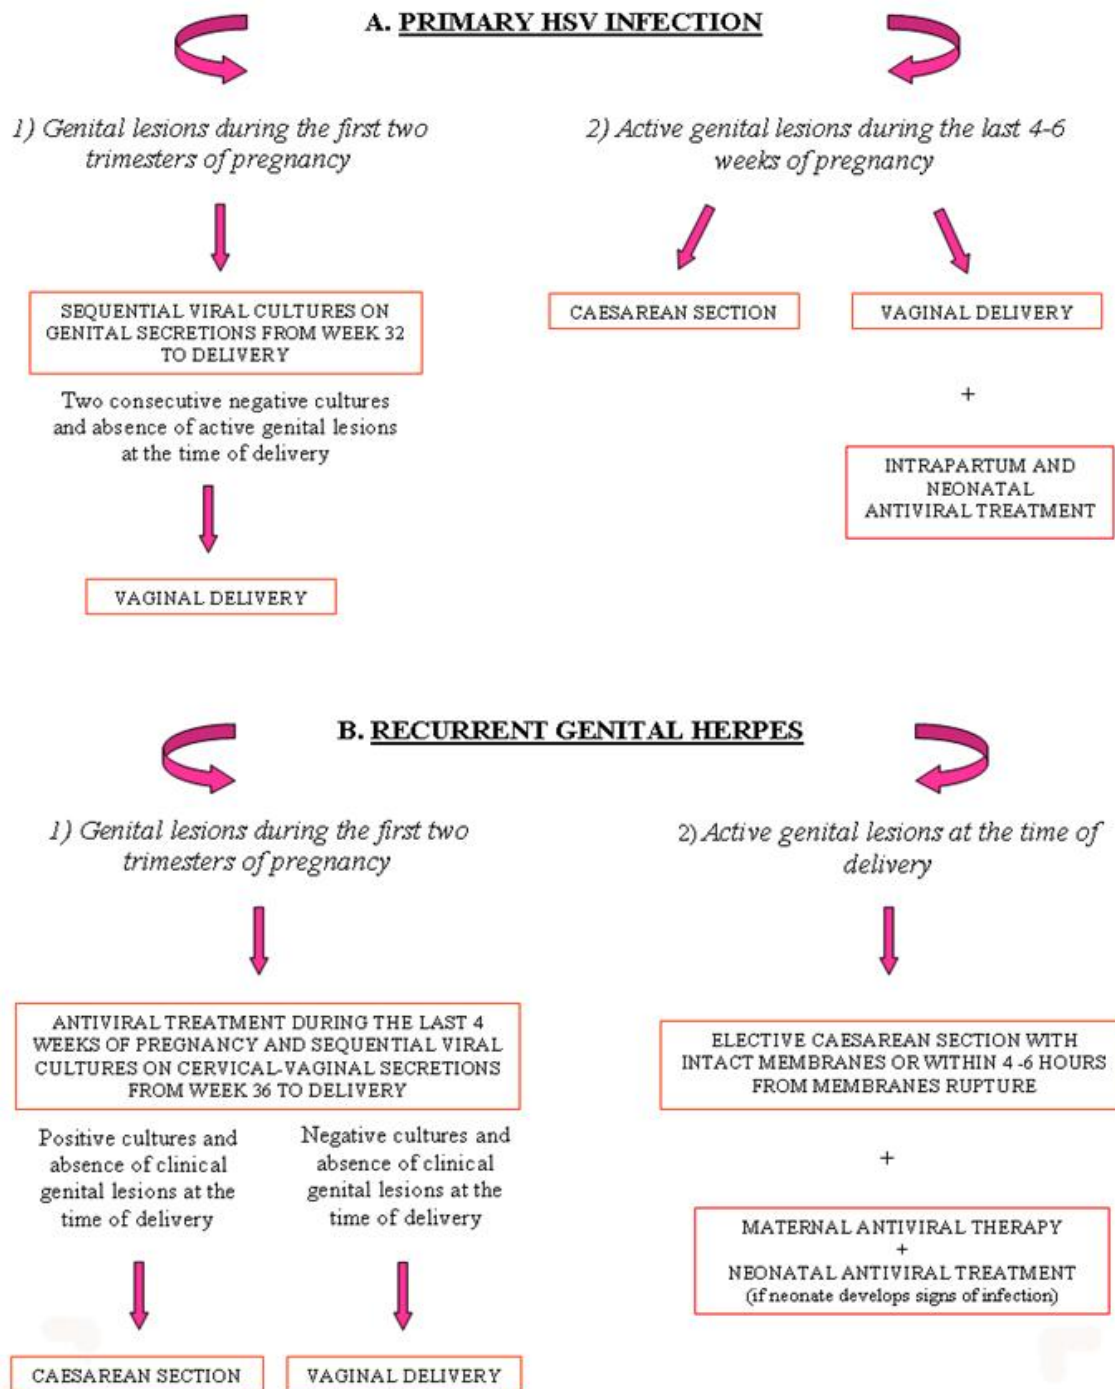 A. PRIMARY HSV INFECTION
1) Genital lesions during the first two
trimesters of pregnancy
2) Active genital lesions during the last 4-6
weeks of pregnancy
SEQUENTIAL VIRAL CULTURES ON
GENITAL SECRETIONS FROM WEEK 32
TO DELIVERY
Two consecutive negative cultures
and absence of active genital lesions
at the time of delivery
VAGINAL DELIVERY
CAESAREAN SECTION
VAGINAL DELIVERY
+
INTRAPARTUM AND
NEONATAL
ANTIVIRAL TREATMENT
B. RECURRENT GENITAL HERPES
1) Genital lesions during the first two
trimesters of pregnancy
2) Active genital lesions at the time of
delivery
ANTIVIRAL TREATMENT DURING THE LAST 4
WEEKS OF PREGNANCY AND SEQUENTIAL VIRAL
CULTURES ON CERVICAL-VAGINAL SECRETIONS
FROM WEEK 36 TO DELIVERY
Positive cultures and
absence of clinical
genital lesions at the
time of delivery
CAESAREAN SECTION
Negative cultures and
absence of clinical
genital lesions at the
time of delivery
VAGINAL DELIVERY
ELECTIVE CAESAREAN SECTION WITH
INTACT MEMBRANES OR WITHIN 4 -6 HOURS
FROM MEMBRANES RUPTURE
+
MATERNAL ANTIVIRAL THERAPY
+
NEONATAL ANTIVIRAL TREATMENT
(if neonate develops signs of infection)